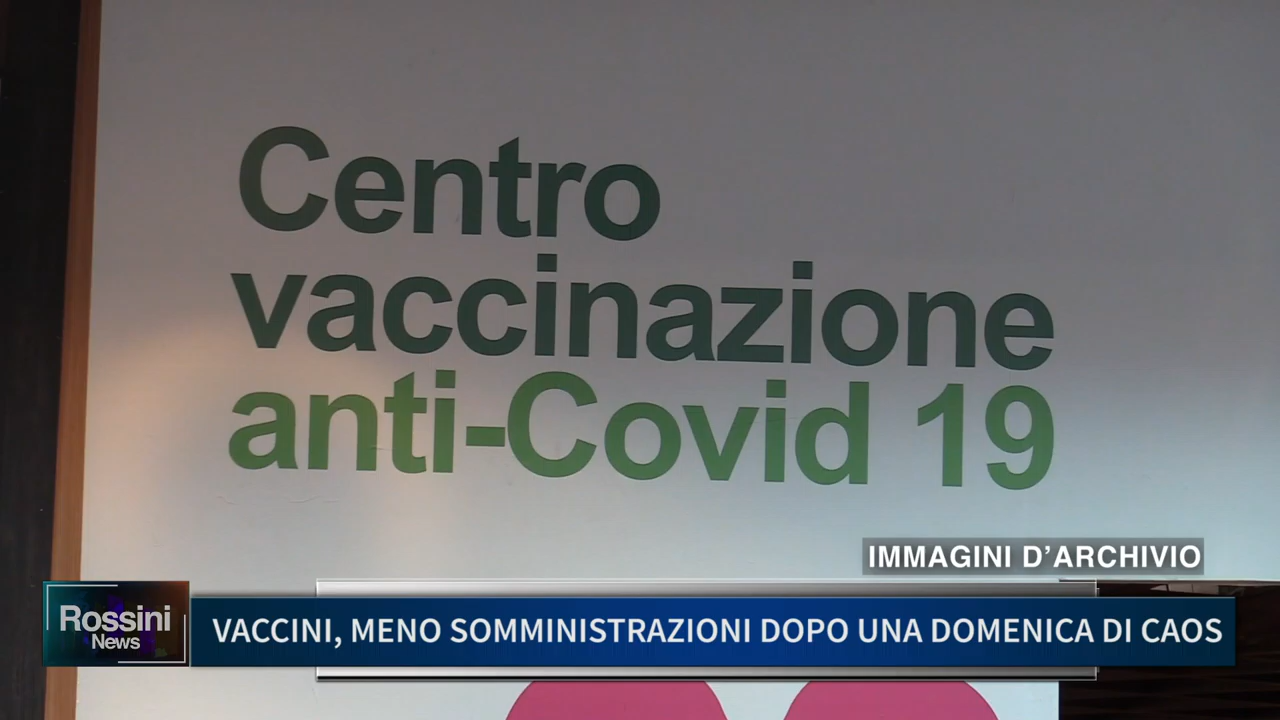 Centro
vaccinazione
anti-Covid 19
IMMAGINI D'ARCHIVIO
Rossini
News
VACCINI, MENO SOMMINISTRAZIONI DOPO UNA DOMENICA DI CAOS